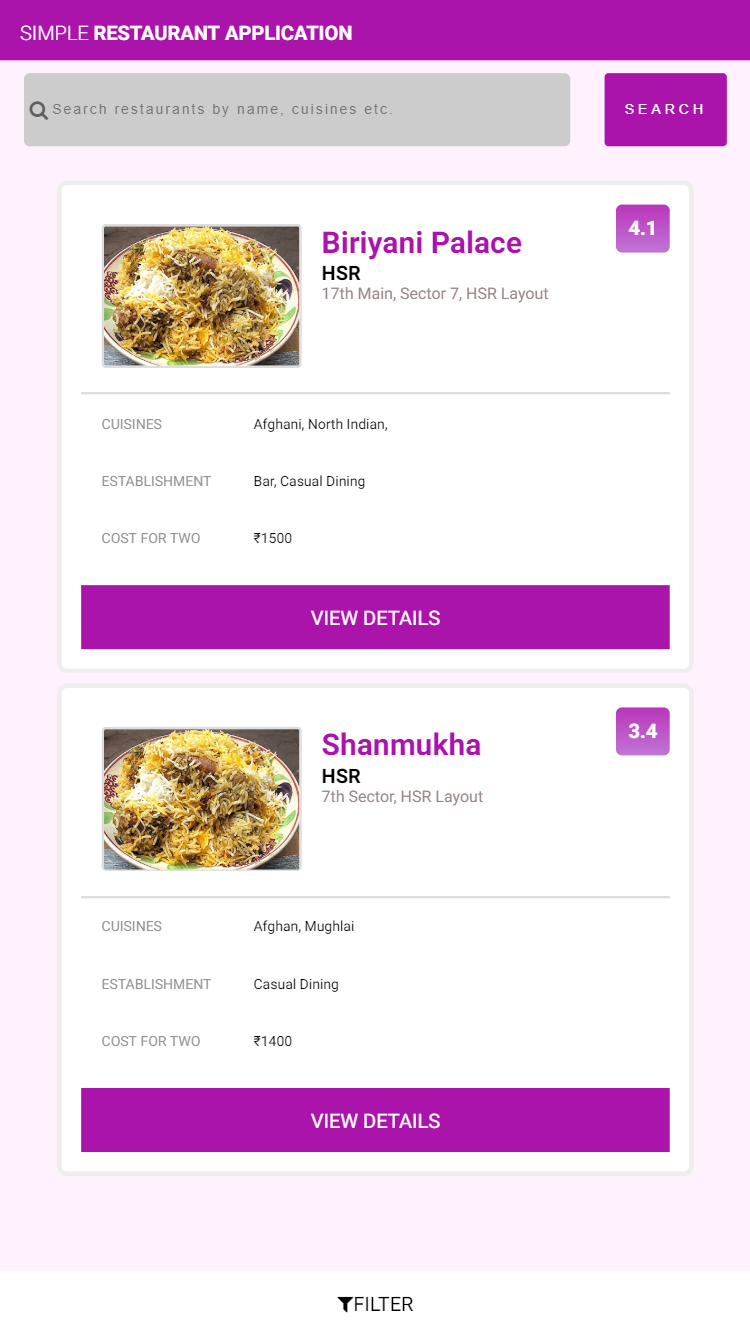 SIMPLE RESTAURANT APPLICATION
Search restaurants by name, cuisines etc.
SEARCH
Biriyani Palace
4.1
HSR
17th Main, Sector 7, HSR Layout
CUISINES Afghani, North Indian,
ESTABLISHMENT Bar, Casual Dining
COST FOR TWO ₹1500
VIEW DETAILS
Shanmukha
3.4
HSR
7th Sector, HSR Layout
CUISINES Afghan, Mughlai
ESTABLISHMENT Casual Dining
COST FOR TWO ₹1400
VIEW DETAILS
FILTER